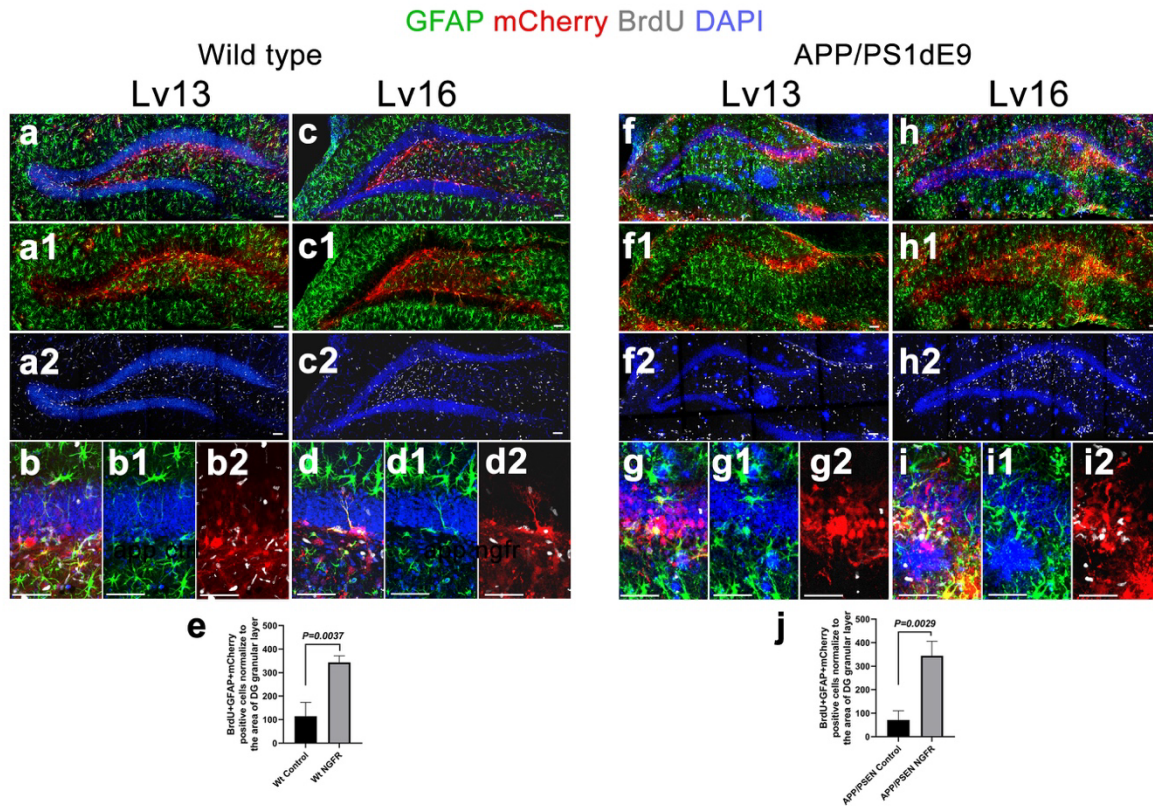 GFAP mCherry BrdU DAPI
Wild type
APP/PS1dE9
Lv13
Lv16
Lv13
Lv16
a
c
f
h
a1
c1
f1
h1
a2
c2
f2
h2
b
b1
b2
d
d1
d2
g
g1
g2
i
i1
i2
app ctrl
app ngfr
e
P=0.0037
BrdU+GFAP+mCherry
positive cells normalize to
the area of DG granular layer
500
400
300
200
100
0
Wt Control
Wt NGFR
j
P=0.0029
BrdU+GFAP+mCherry
positive cells normalize to
the area of DG granular layer
500
400
300
200
100
0
APP/PSEN Control
APP/PSEN NGFR